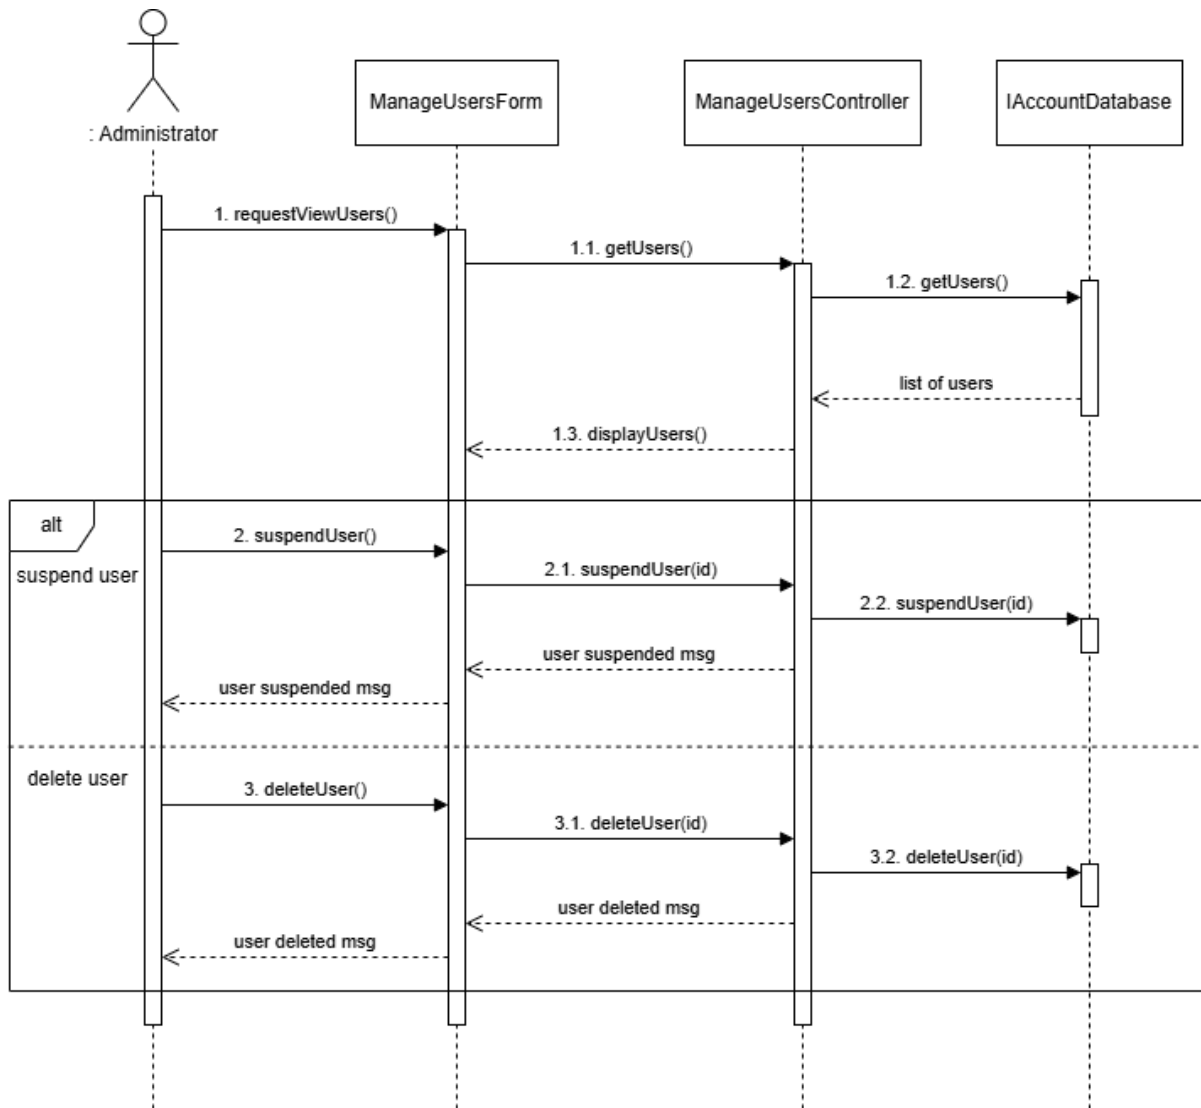 : Administrator
ManageUsersForm
ManageUsersController
IAccountDatabase
1. requestViewUsers()
1.1. getUsers()
1.2. getUsers()
list of users
1.3. displayUsers()
alt
suspend user
2. suspendUser()
2.1. suspendUser(id)
2.2. suspendUser(id)
user suspended msg
user suspended msg
delete user
3. deleteUser()
3.1. deleteUser(id)
3.2. deleteUser(id)
user deleted msg
user deleted msg